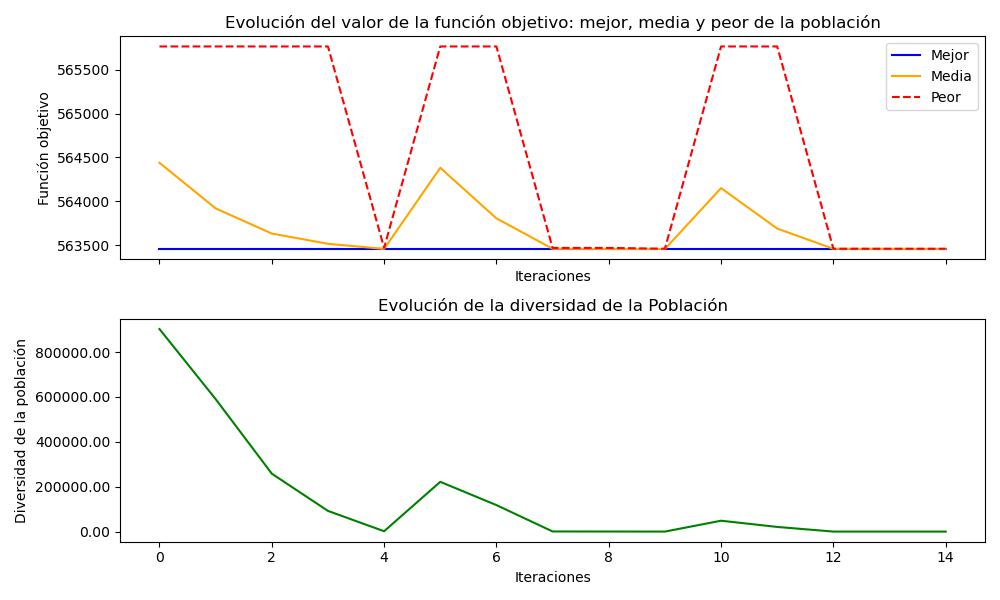 Evolución del valor de la función objetivo: mejor, media y peor de la población
Función objetivo
565500
565000
564500
564000
563500
Mejor
Media
Peor
Iteraciones
Evolución de la diversidad de la Población
Diversidad de la población
800000.00
600000.00
400000.00
200000.00
0.00
0 2 4 6 8 10 12 14
Iteraciones